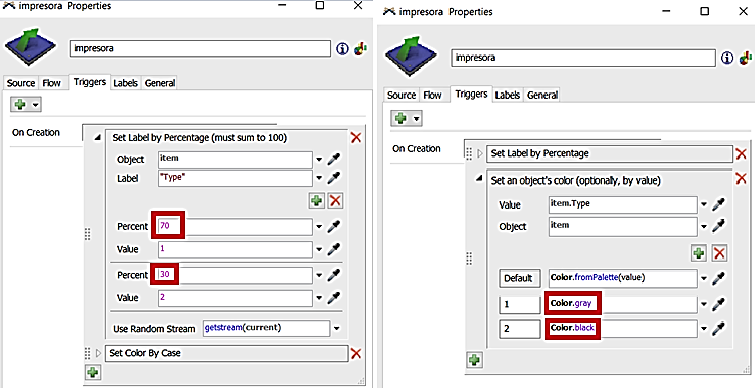 impresora Properties
impresora
Source Flow Triggers Labels General
On Creation
Set Label by Percentage (must sum to 100)
Object item
Label "Type"
Percent 70
Value 1
Percent 30
Value 2
Use Random Stream getstream(current)
Set Color By Case
impresora Properties
impresora
Source Flow Triggers Labels General
On Creation
Set Label by Percentage
Set an object's color (optionally, by value)
Value item.Type
Object item
Default Color.fromPalette(value)
1 Color.gray
2 Color.black